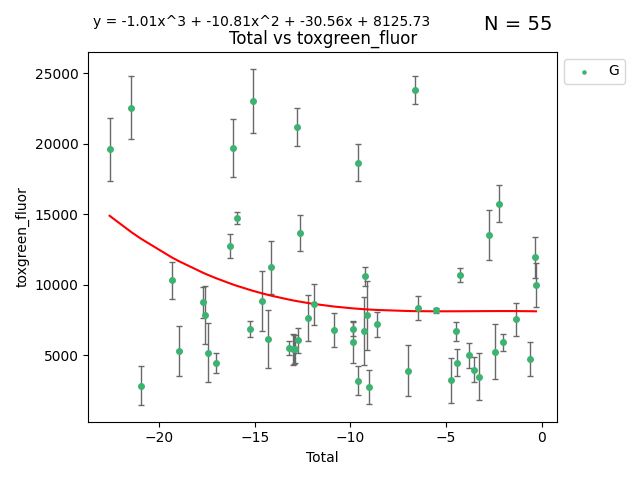 y = -1.01x^3 + -10.81x^2 + -30.56x + 8125.73
N = 55
Total vs toxgreen_fluor
G
25000
20000
15000
10000
5000
toxgreen_fluor
−20
−15
−10
−5
0
Total